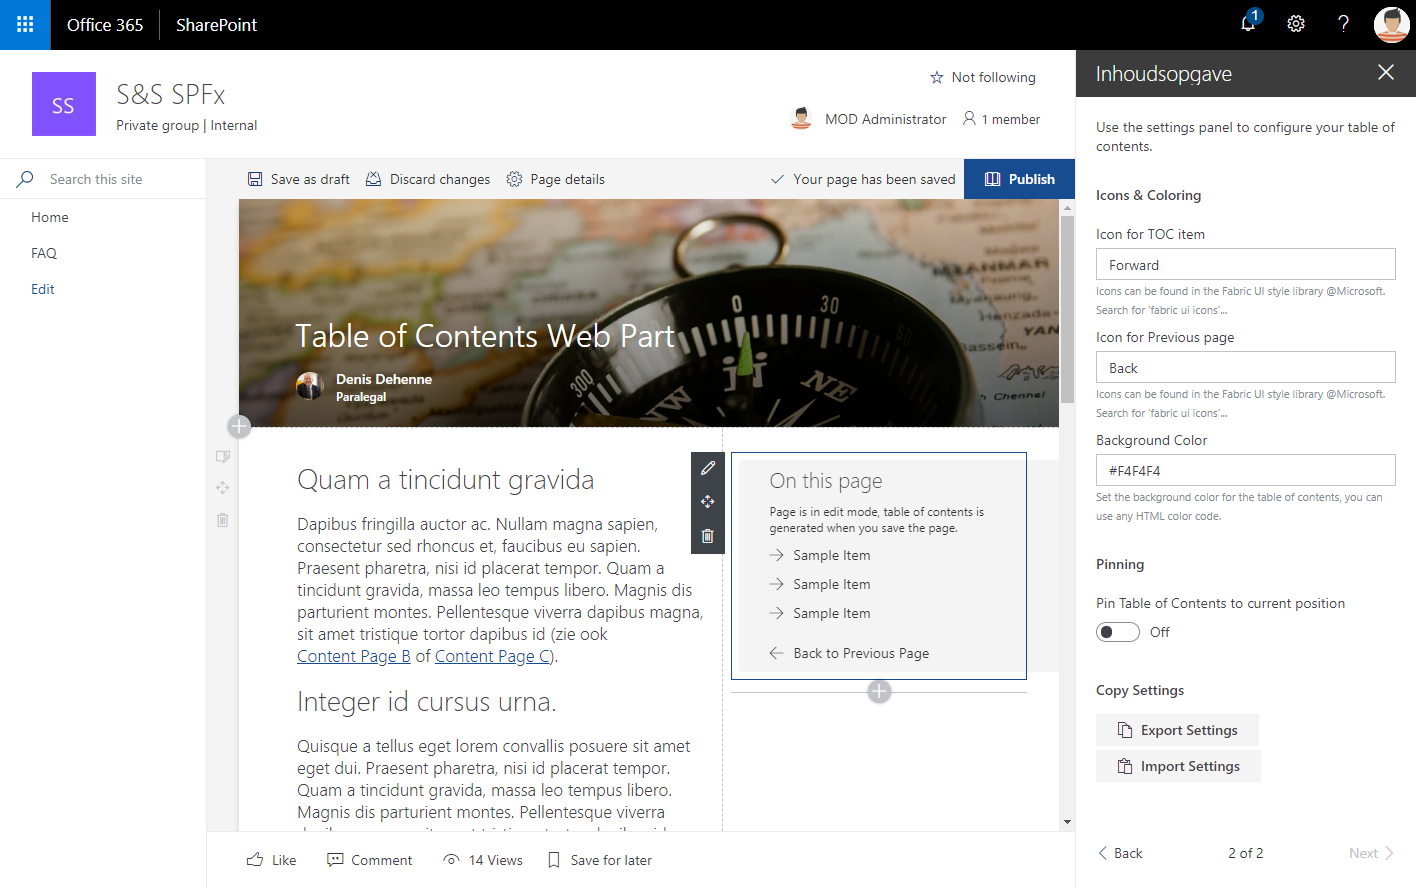 Office 365
SharePoint
1
?
SS
S&S SPFx
Private group | Internal
Not following
MOD Administrator
1 member
Search this site
Home
FAQ
Edit
Save as draft
Discard changes
Page details
Your page has been saved
Publish
Table of Contents Web Part
Denis Dehenne
Paralegal
MYANMAR
YAN
Bassein
Ch Channel
300
0
30
NE
Quam a tincidunt gravida
Dapibus fringilla auctor ac. Nullam magna sapien,
consectetur sed rhoncus et, faucibus eu sapien.
Praesent pharetra, nisi id placerat tempor. Quam a
tincidunt gravida, massa leo tempus libero. Magnis dis
parturient montes. Pellentesque viverra dapibus magna,
sit amet tristique tortor dapibus id (zie ook
Content Page B of Content Page C).
Integer id cursus urna.
Quisque a tellus eget lorem convallis posuere sit amet
eget dui. Praesent pharetra, nisi id placerat tempor.
Quam a tincidunt gravida, massa leo tempus libero.
Magnis dis parturient montes. Pellentesque viverra
On this page
Page is in edit mode, table of contents is
generated when you save the page.
Sample Item
Sample Item
Sample Item
Back to Previous Page
Like
Comment
14 Views
Save for later
Inhoudsopgave
Use the settings panel to configure your table of
contents.
Icons & Coloring
Icon for TOC item
Forward
Icons can be found in the Fabric UI style library @Microsoft.
Search for 'fabric ui icons'...
Icon for Previous page
Back
Icons can be found in the Fabric UI style library @Microsoft.
Search for 'fabric ui icons'...
Background Color
#F4F4F4
Set the background color for the table of contents, you can
use any HTML color code.
Pinning
Pin Table of Contents to current position
Off
Copy Settings
Export Settings
Import Settings
Back
2 of 2
Next